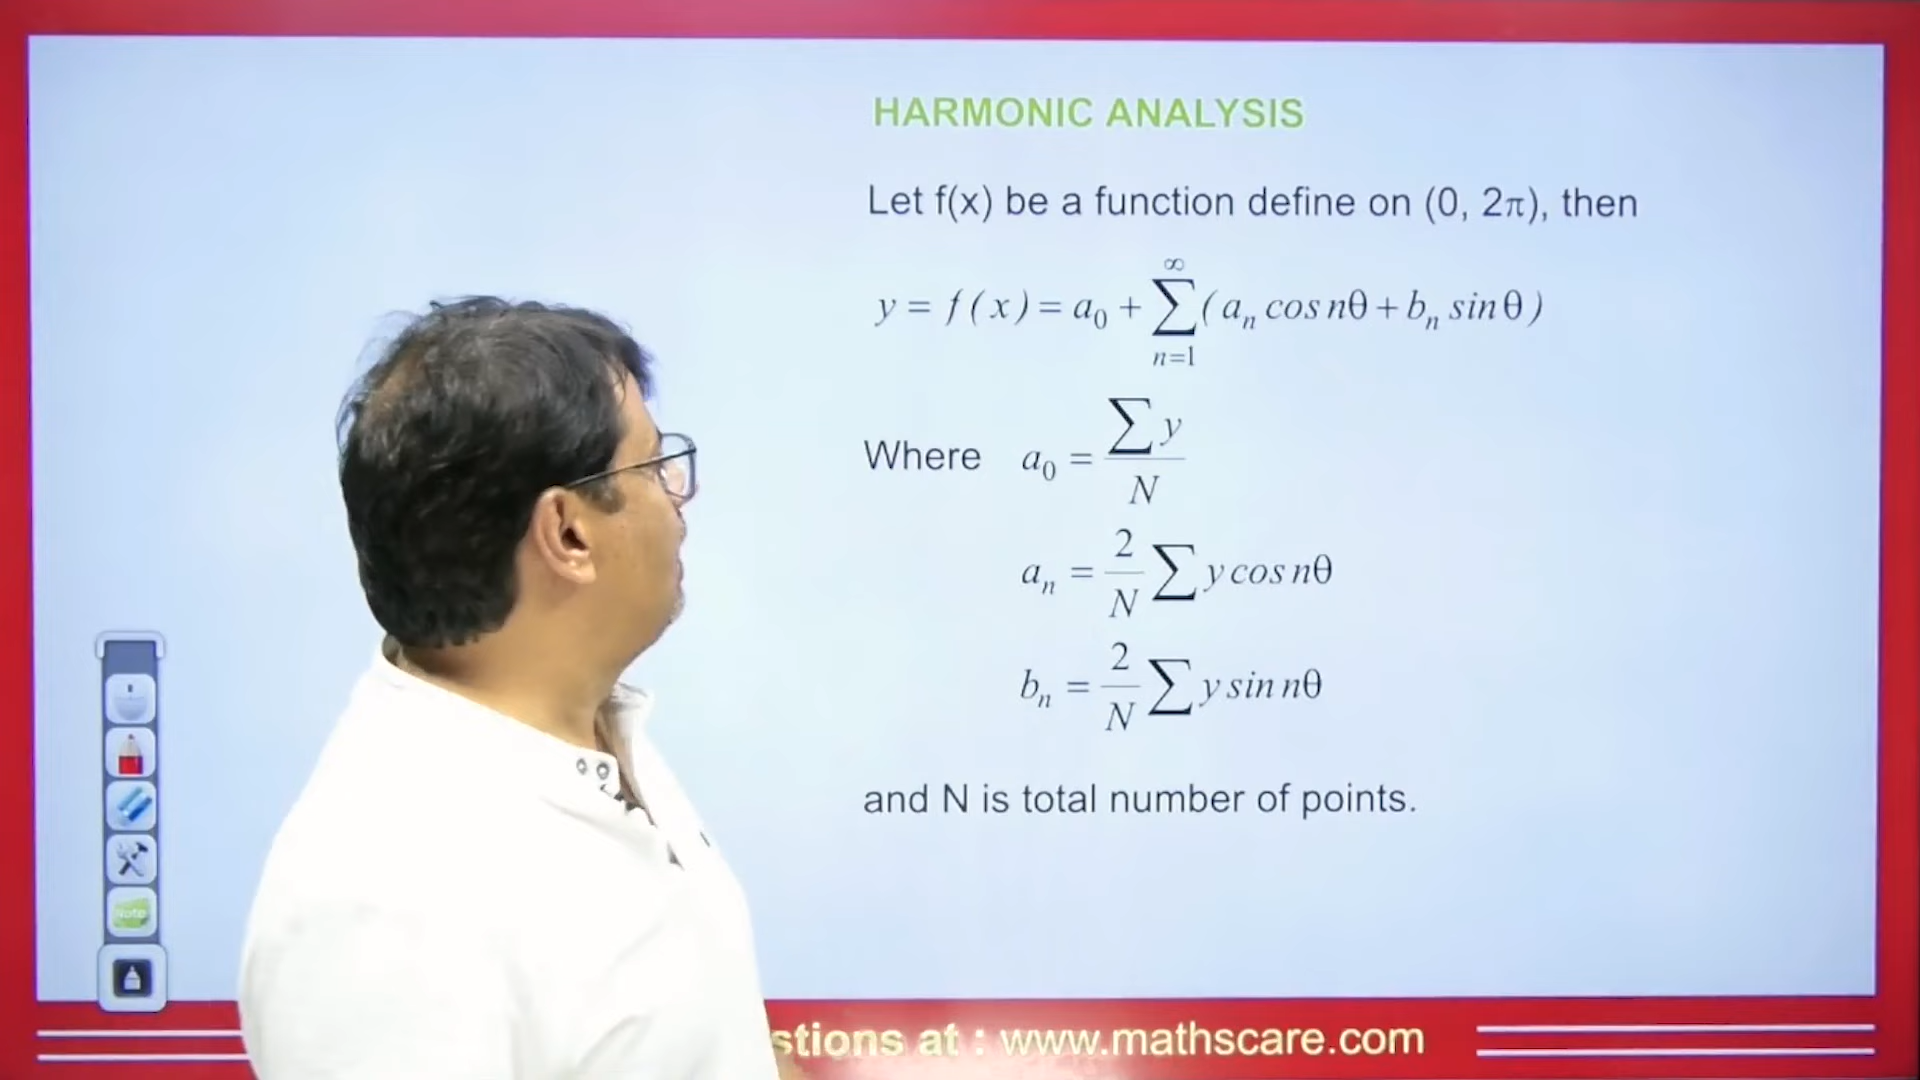 HARMONIC ANALYSIS
Let f(x) be a function define on (0, 2π), then
y = f(x) = a₀ + ∑_{n=1}^{∞} (aₙ cos nθ + bₙ sin θ)
Where a₀ = ∑y / N
aₙ = 2/N ∑ y cos nθ
bₙ = 2/N ∑ y sin nθ
and N is total number of points.
Note
stions at : www.mathscare.com